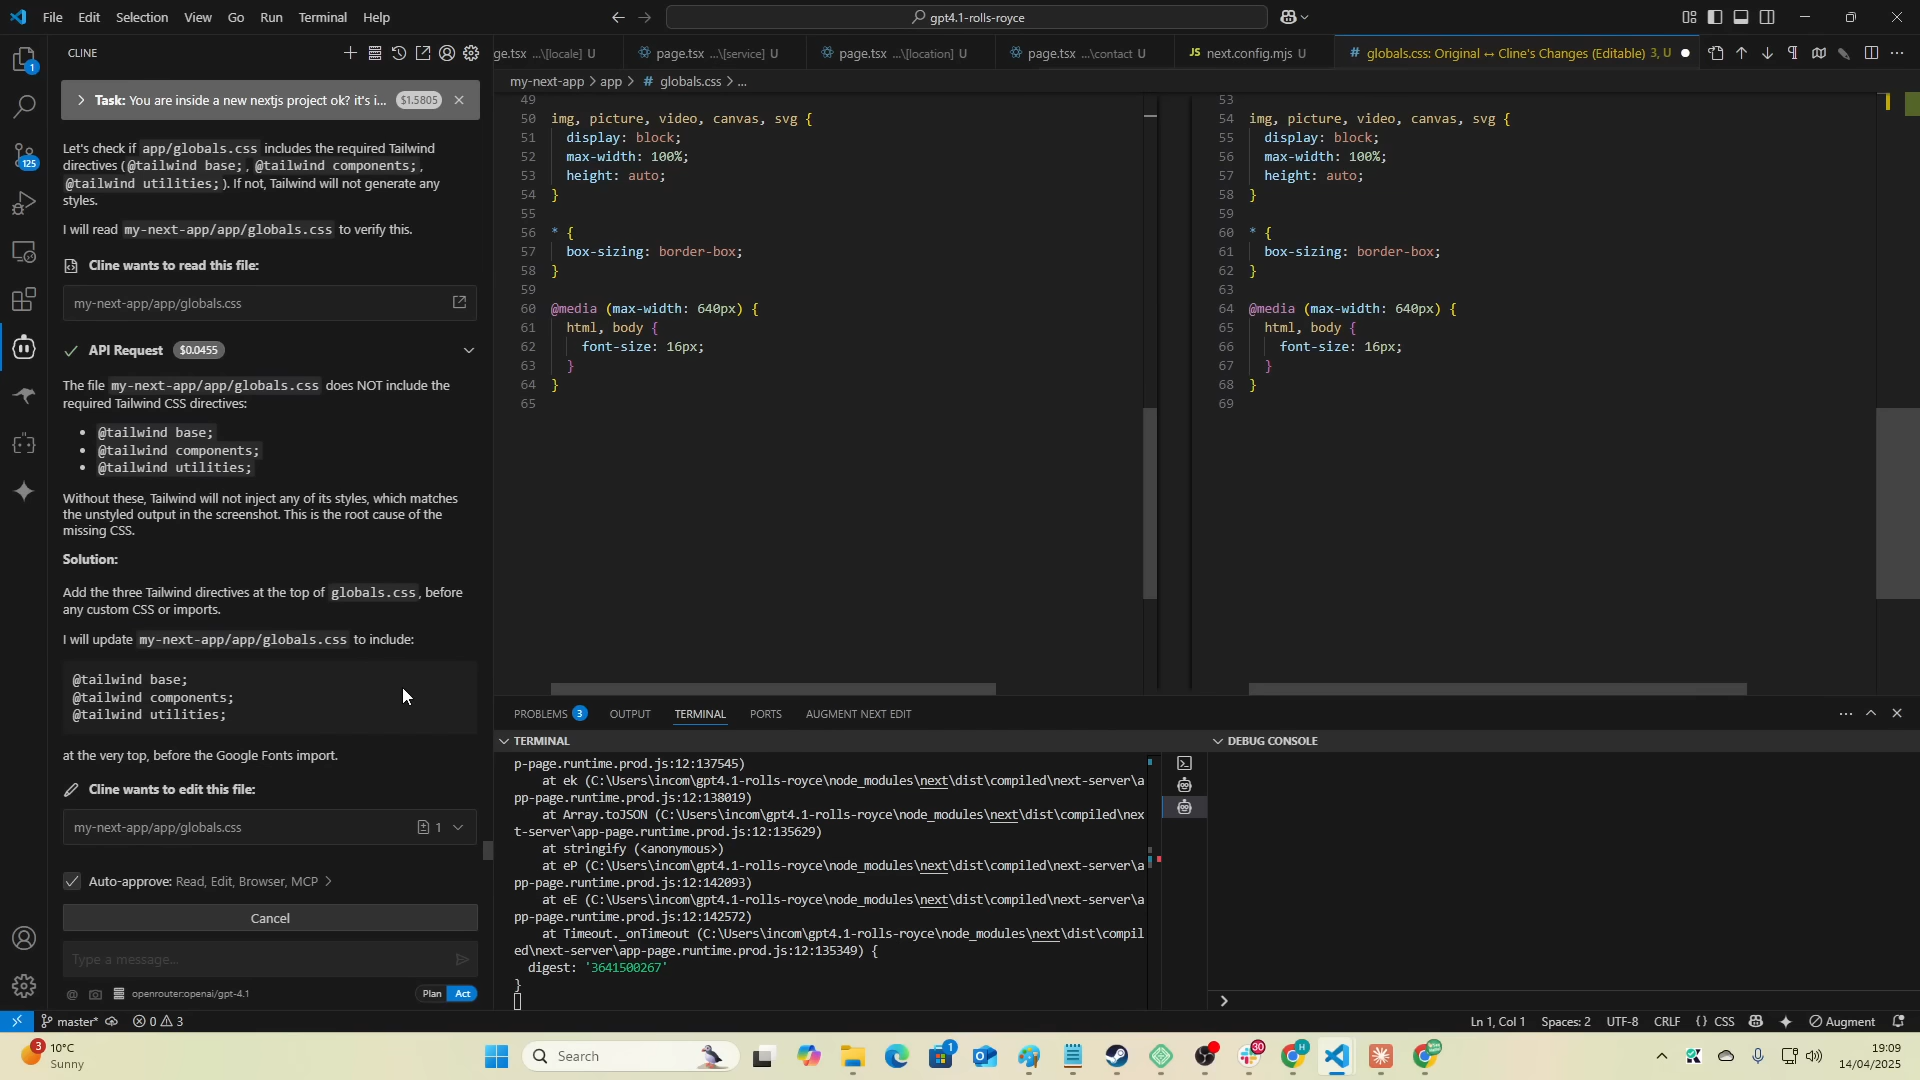 File Edit Selection View Go Run Terminal Help
gpt4.1-rolls-royce
CLINE
Task: You are inside a new nextjs project ok? it's i... $1.5805
Let's check if app/globals.css includes the required Tailwind
directives (@tailwind base;, @tailwind components;,
@tailwind utilities;). If not, Tailwind will not generate any
styles.
I will read my-next-app/app/globals.css to verify this.
Cline wants to read this file:
my-next-app/app/globals.css
API Request $0.0455
The file my-next-app/app/globals.css does NOT include the
required Tailwind CSS directives:
• @tailwind base;
• @tailwind components;
• @tailwind utilities;
Without these, Tailwind will not inject any of its styles, which matches
the unstyled output in the screenshot. This is the root cause of the
missing CSS.
Solution:
Add the three Tailwind directives at the top of globals.css, before
any custom CSS or imports.
I will update my-next-app/app/globals.css to include:
@tailwind base;
@tailwind components;
@tailwind utilities;
at the very top, before the Google Fonts import.
Cline wants to edit this file:
my-next-app/app/globals.css 1
Auto-approve: Read, Edit, Browser, MCP >
Cancel
Type a message...
@ openrouter:openai/gpt-4.1 Plan Act
1
125
ge.tsx ...\[locale] U page.tsx ...\[service] U page.tsx ...\[location] U page.tsx ...\contact U JS next.config.mjs U # globals.css: Original ↔ Cline's Changes (Editable) 3, U
my-next-app > app > # globals.css > ...
49
50 img, picture, video, canvas, svg {
51 display: block;
52 max-width: 100%;
53 height: auto;
54 }
55
56 * {
57 box-sizing: border-box;
58 }
59
60 @media (max-width: 640px) {
61 html, body {
62 font-size: 16px;
63 }
64 }
65
53
54 img, picture, video, canvas, svg {
55 display: block;
56 max-width: 100%;
57 height: auto;
58 }
59
60 * {
61 box-sizing: border-box;
62 }
63
64 @media (max-width: 640px) {
65 html, body {
66 font-size: 16px;
67 }
68 }
69
PROBLEMS 3 OUTPUT TERMINAL PORTS AUGMENT NEXT EDIT
TERMINAL
p-page.runtime.prod.js:12:137545)
at ek (C:\Users\incom\gpt4.1-rolls-royce\node_modules\next\dist\compiled\next-server\a
pp-page.runtime.prod.js:12:138019)
at Array.toJSON (C:\Users\incom\gpt4.1-rolls-royce\node_modules\next\dist\compiled\nex
t-server\app-page.runtime.prod.js:12:135629)
at stringify (<anonymous>)
at eP (C:\Users\incom\gpt4.1-rolls-royce\node_modules\next\dist\compiled\next-server\a
pp-page.runtime.prod.js:12:142093)
at eE (C:\Users\incom\gpt4.1-rolls-royce\node_modules\next\dist\compiled\next-server\a
pp-page.runtime.prod.js:12:142572)
at Timeout._onTimeout (C:\Users\incom\gpt4.1-rolls-royce\node_modules\next\dist\compil
ed\next-server\app-page.runtime.prod.js:12:135349) {
digest: '3641500267'
}
DEBUG CONSOLE
>
master* 0 3 Ln 1, Col 1 Spaces: 2 UTF-8 CRLF {} CSS Augment
3
10°C
Sunny
Search
1
30
H
19:09
14/04/2025